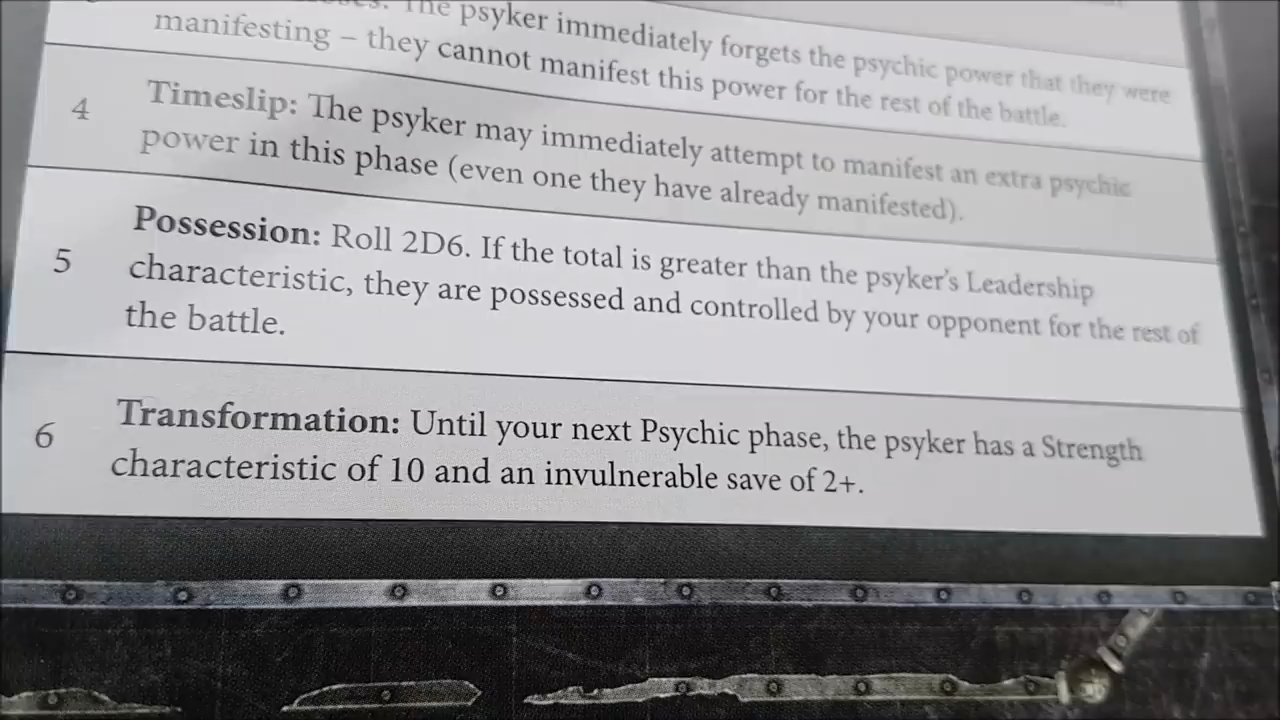 The psyker immediately forgets the psychic power that they were
manifesting – they cannot manifest this power for the rest of the battle.
4 Timeslip: The psyker may immediately attempt to manifest an extra psychic
power in this phase (even one they have already manifested).
5 Possession: Roll 2D6. If the total is greater than the psyker's Leadership
characteristic, they are possessed and controlled by your opponent for the rest of
the battle.
6 Transformation: Until your next Psychic phase, the psyker has a Strength
characteristic of 10 and an invulnerable save of 2+.